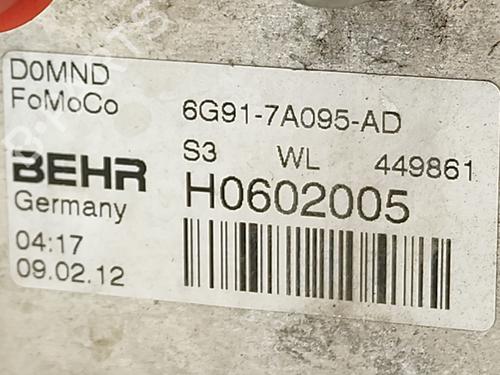 D0MND
FoMoCo 6G91-7A095-AD
S3 WL 449861
BEHR H0602005
Germany
04:17
09.02.12